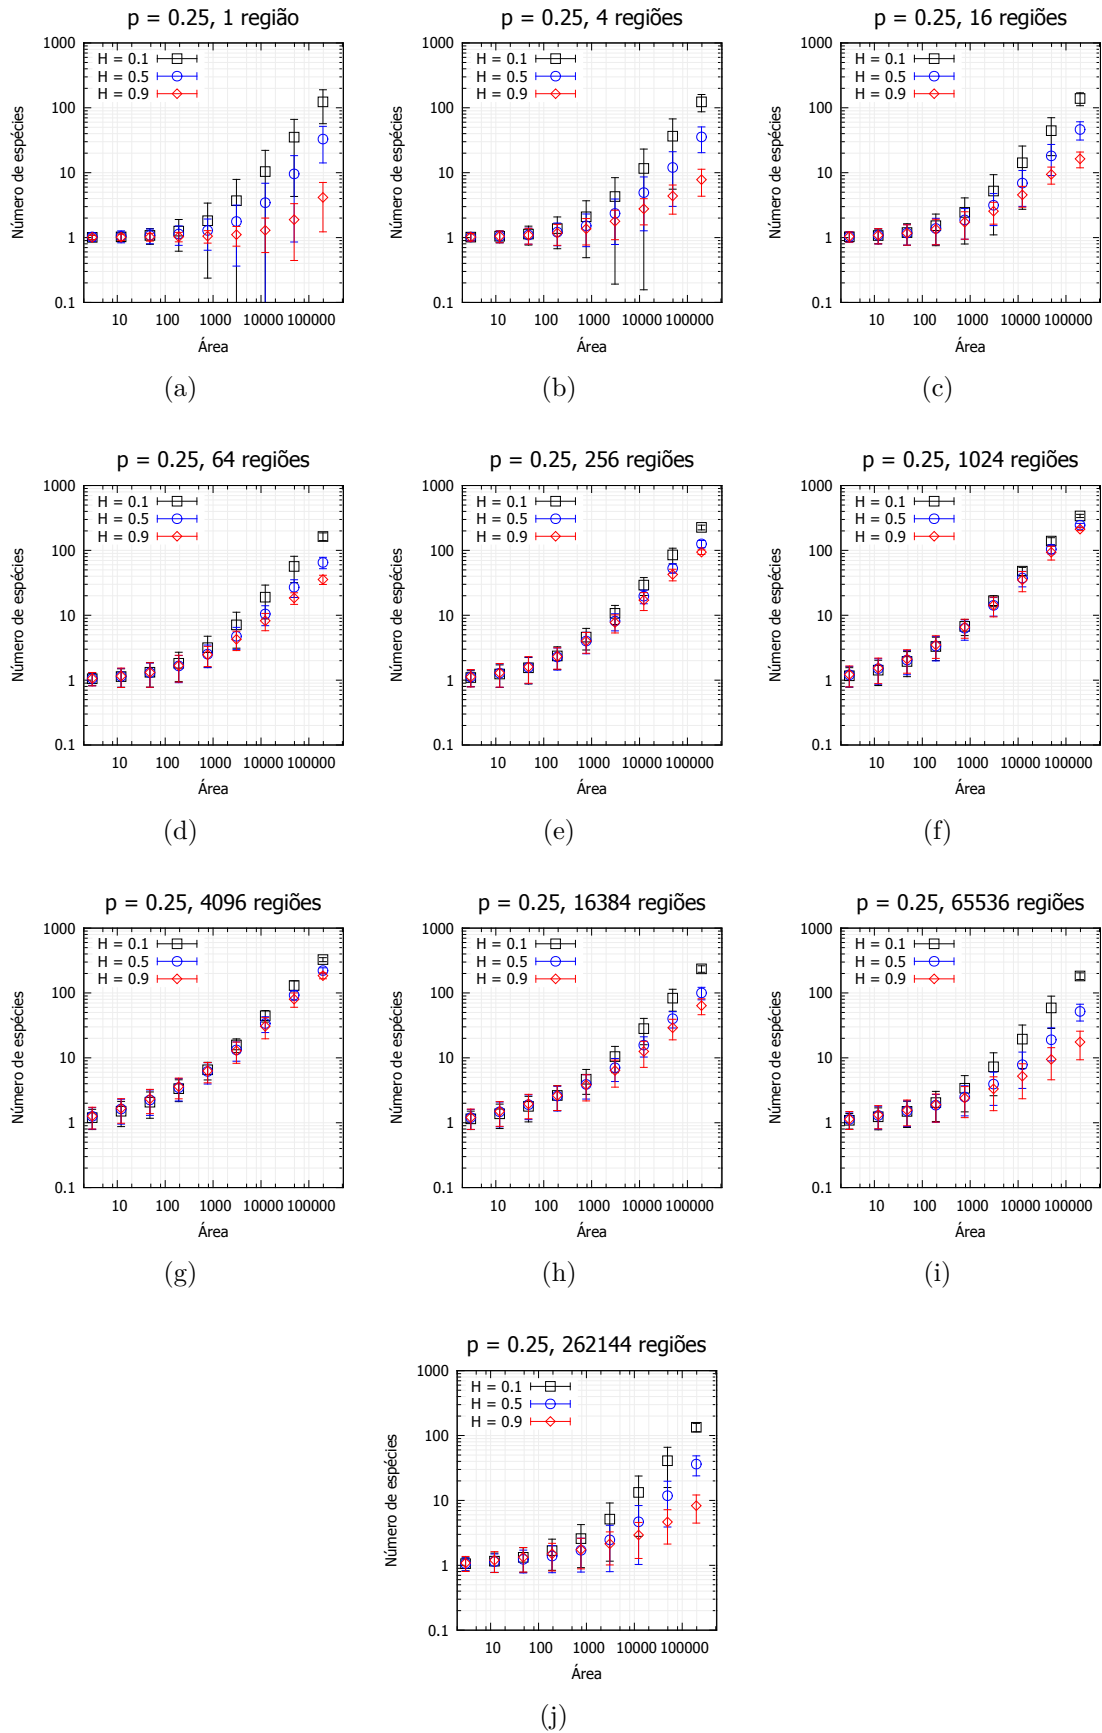 p = 0.25, 1 região
1000
100
10
1
0.1
Número de espécies
H = 0.1
H = 0.5
H = 0.9
10 100 1000 10000 100000
Área
(a)
p = 0.25, 4 regiões
1000
100
10
1
0.1
Número de espécies
H = 0.1
H = 0.5
H = 0.9
10 100 1000 10000 100000
Área
(b)
p = 0.25, 16 regiões
1000
100
10
1
0.1
Número de espécies
H = 0.1
H = 0.5
H = 0.9
10 100 1000 10000 100000
Área
(c)
p = 0.25, 64 regiões
1000
100
10
1
0.1
Número de espécies
H = 0.1
H = 0.5
H = 0.9
10 100 1000 10000 100000
Área
(d)
p = 0.25, 256 regiões
1000
100
10
1
0.1
Número de espécies
H = 0.1
H = 0.5
H = 0.9
10 100 1000 10000 100000
Área
(e)
p = 0.25, 1024 regiões
1000
100
10
1
0.1
Número de espécies
H = 0.1
H = 0.5
H = 0.9
10 100 1000 10000 100000
Área
(f)
p = 0.25, 4096 regiões
1000
100
10
1
0.1
Número de espécies
H = 0.1
H = 0.5
H = 0.9
10 100 1000 10000 100000
Área
(g)
p = 0.25, 16384 regiões
1000
100
10
1
0.1
Número de espécies
H = 0.1
H = 0.5
H = 0.9
10 100 1000 10000 100000
Área
(h)
p = 0.25, 65536 regiões
1000
100
10
1
0.1
Número de espécies
H = 0.1
H = 0.5
H = 0.9
10 100 1000 10000 100000
Área
(i)
p = 0.25, 262144 regiões
1000
100
10
1
0.1
Número de espécies
H = 0.1
H = 0.5
H = 0.9
10 100 1000 10000 100000
Área
(j)